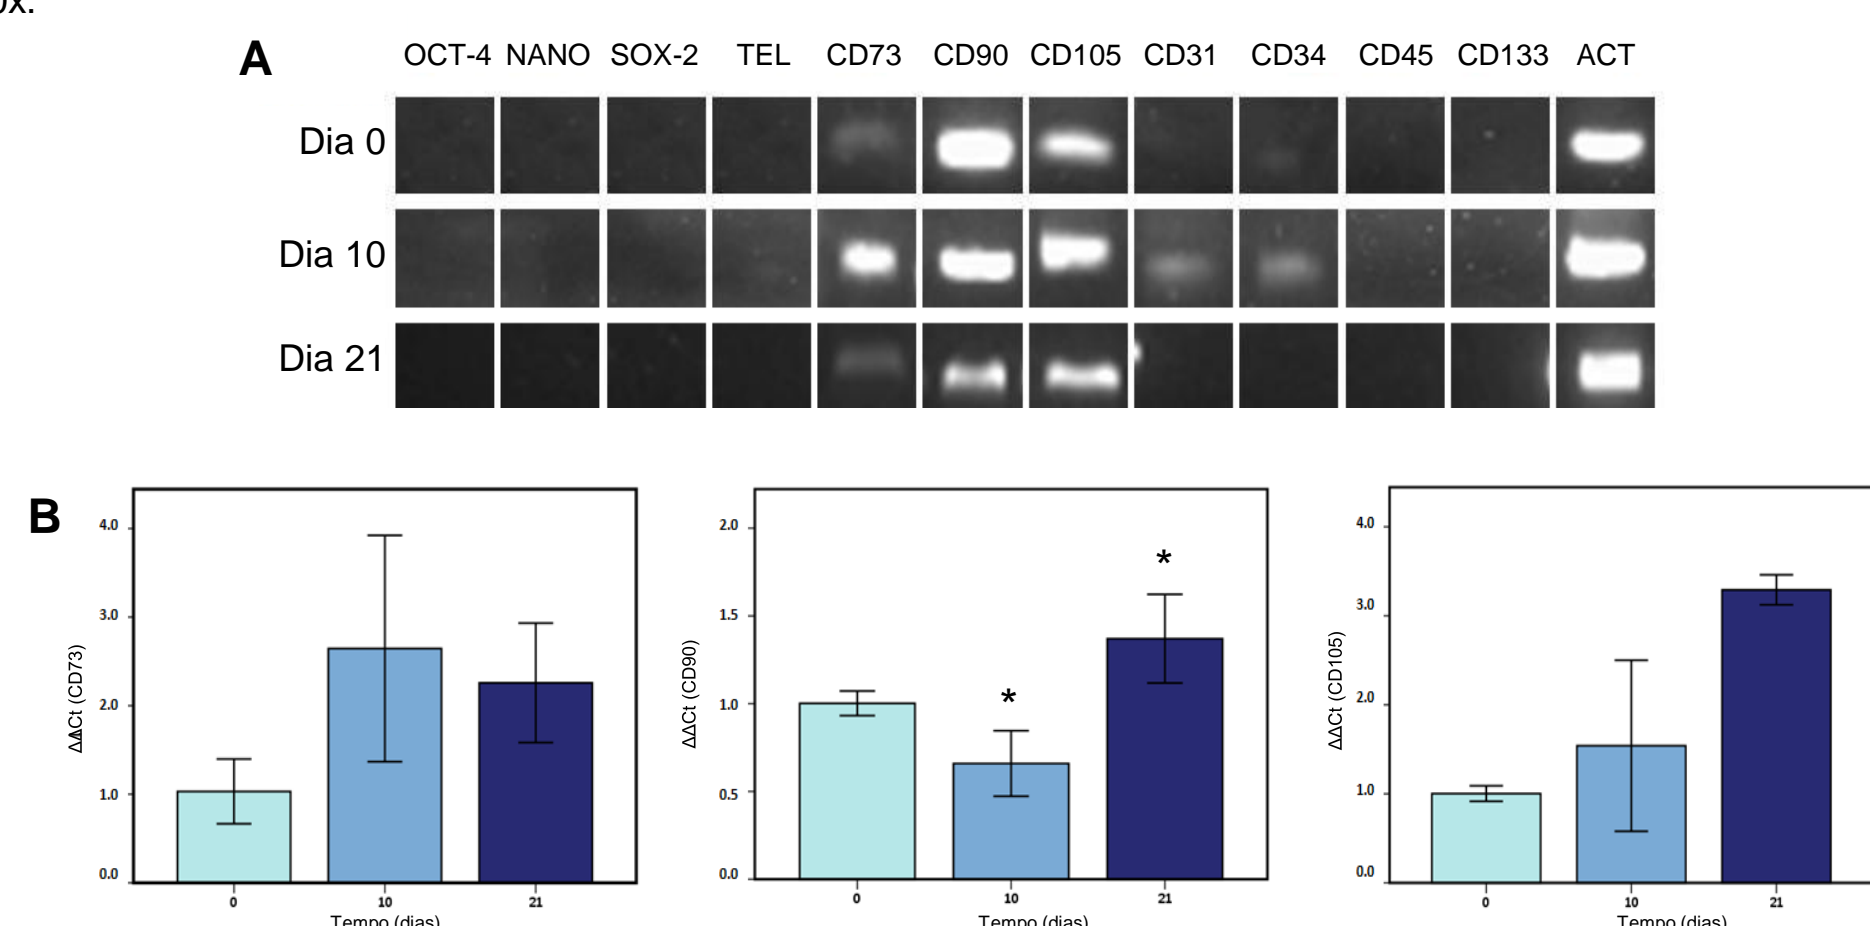 ox.
A
OCT-4 NANO SOX-2 TEL CD73 CD90 CD105 CD31 CD34 CD45 CD133 ACT
Dia 0
Dia 10
Dia 21
B
4.0
3.0
2.0
1.0
0.0
ΔΔCt (CD73)
0 10 21
Tempo (dias)
2.0
1.5
1.0
0.5
0.0
ΔΔCt (CD90)
*
*
0 10 21
Tempo (dias)
4.0
3.0
2.0
1.0
0.0
ΔΔCt (CD105)
0 10 21
Tempo (dias)